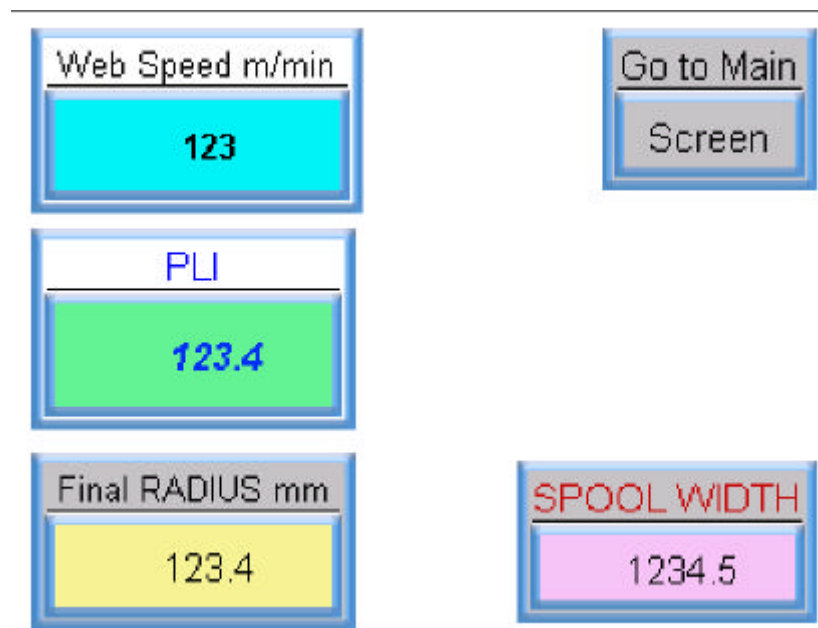 Web Speed m/min
123
Go to Main
Screen
PLI
123.4
Final RADIUS mm
123.4
SPOOL WIDTH
1234.5